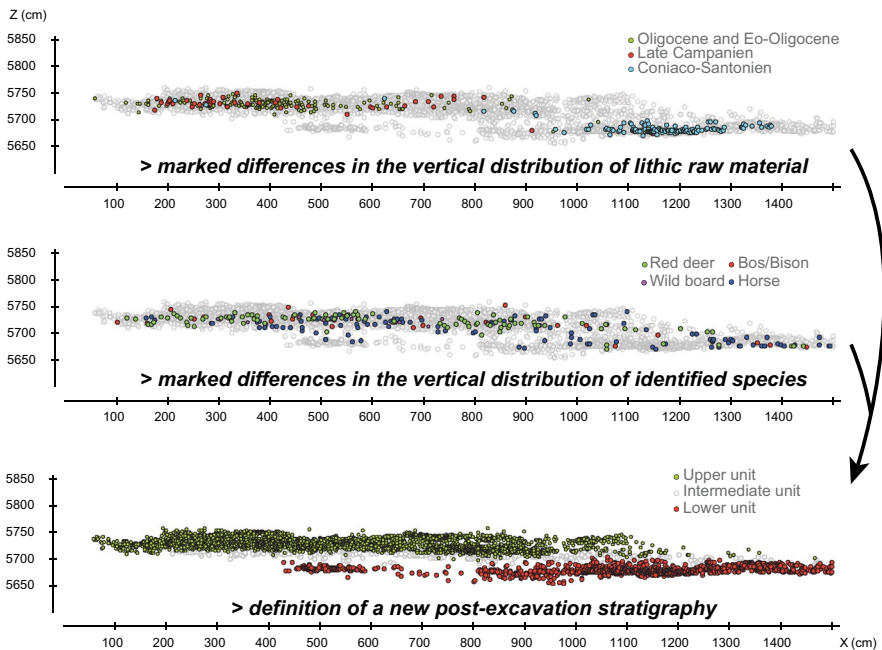 Z (cm)
5850
5800
5750
5700
5650
Oligocene and Eo-Oligocene
Late Campanien
Coniaco-Santonien
> marked differences in the vertical distribution of lithic raw material
100 200 300 400 500 600 700 800 900 1000 1100 1200 1300 1400
5850
5800
5750
5700
5650
Red deer Bos/Bison
Wild board Horse
> marked differences in the vertical distribution of identified species
100 200 300 400 500 600 700 800 900 1000 1100 1200 1300 1400
5850
5800
5750
5700
5650
Upper unit
Intermediate unit
Lower unit
> definition of a new post-excavation stratigraphy
100 200 300 400 500 600 700 800 900 1000 1100 1200 1300 1400 X (cm)